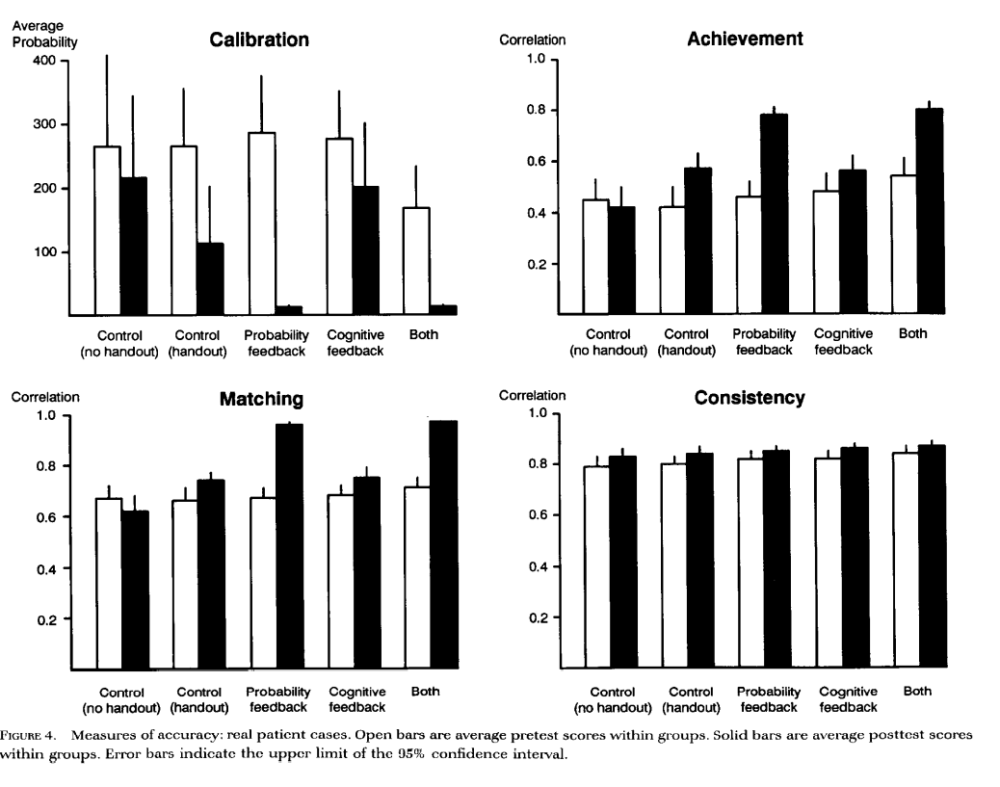 Average
Probability
Calibration
400
300
200
100
Control
(no handout)
Control
(handout)
Probability
feedback
Cognitive
feedback
Both
Correlation
Achievement
1.0
0.8
0.6
0.4
0.2
Control
(no handout)
Control
(handout)
Probability
feedback
Cognitive
feedback
Both
Correlation
Matching
1.0
0.8
0.6
0.4
0.2
Control
(no handout)
Control
(handout)
Probability
feedback
Cognitive
feedback
Both
Correlation
Consistency
1.0
0.8
0.6
0.4
0.2
Control
(no handout)
Control
(handout)
Probability
feedback
Cognitive
feedback
Both
FIGURE 4. Measures of accuracy: real patient cases. Open bars are average pretest scores within groups. Solid bars are average posttest scores
within groups. Error bars indicate the upper limit of the 95% confidence interval.